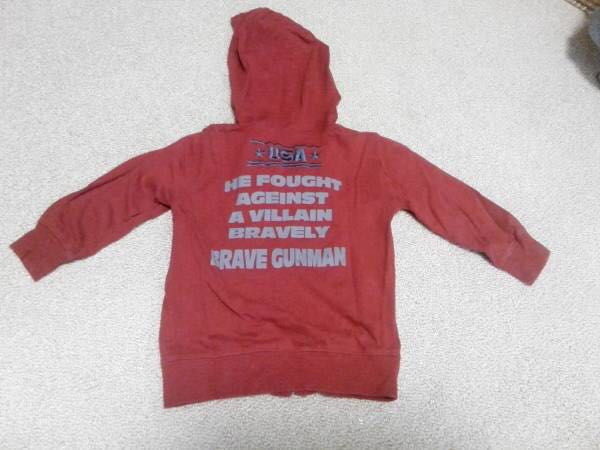 ★ USA ★
HE FOUGHT
AGEINST
A VILLAIN
BRAVELY
BRAVE GUNMAN